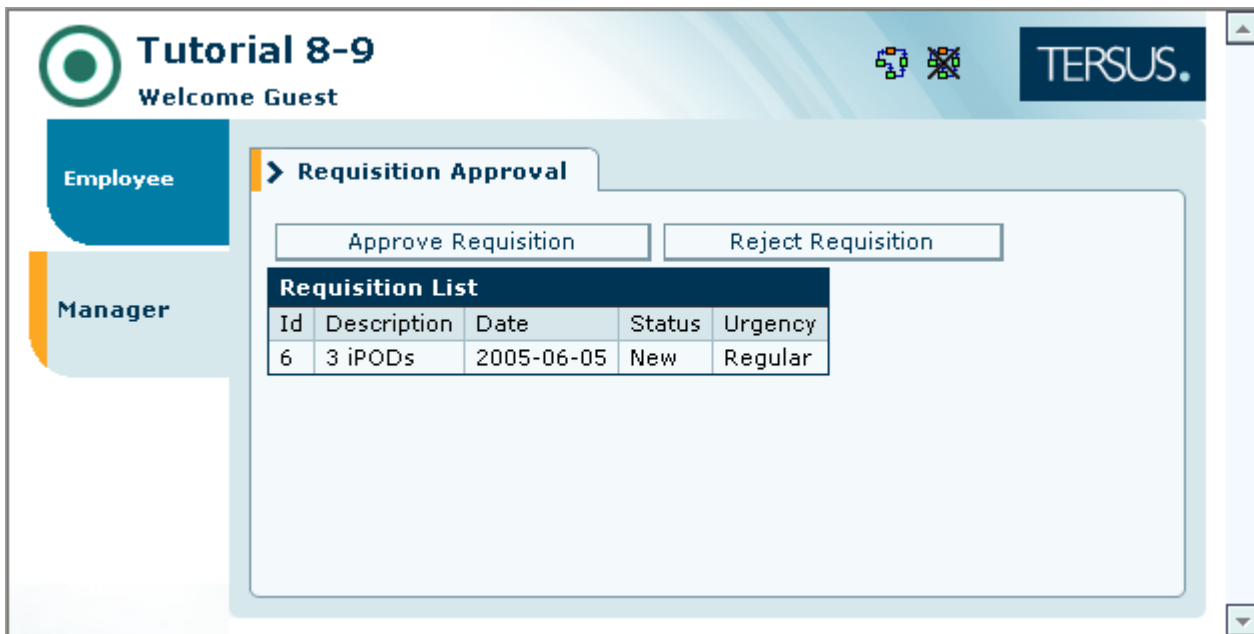 Tutorial 8-9
Welcome Guest
TERSUS.
Employee
Manager
Requisition Approval
Approve Requisition Reject Requisition
Requisition List
Id Description Date Status Urgency
6 3 iPODs 2005-06-05 New Regular